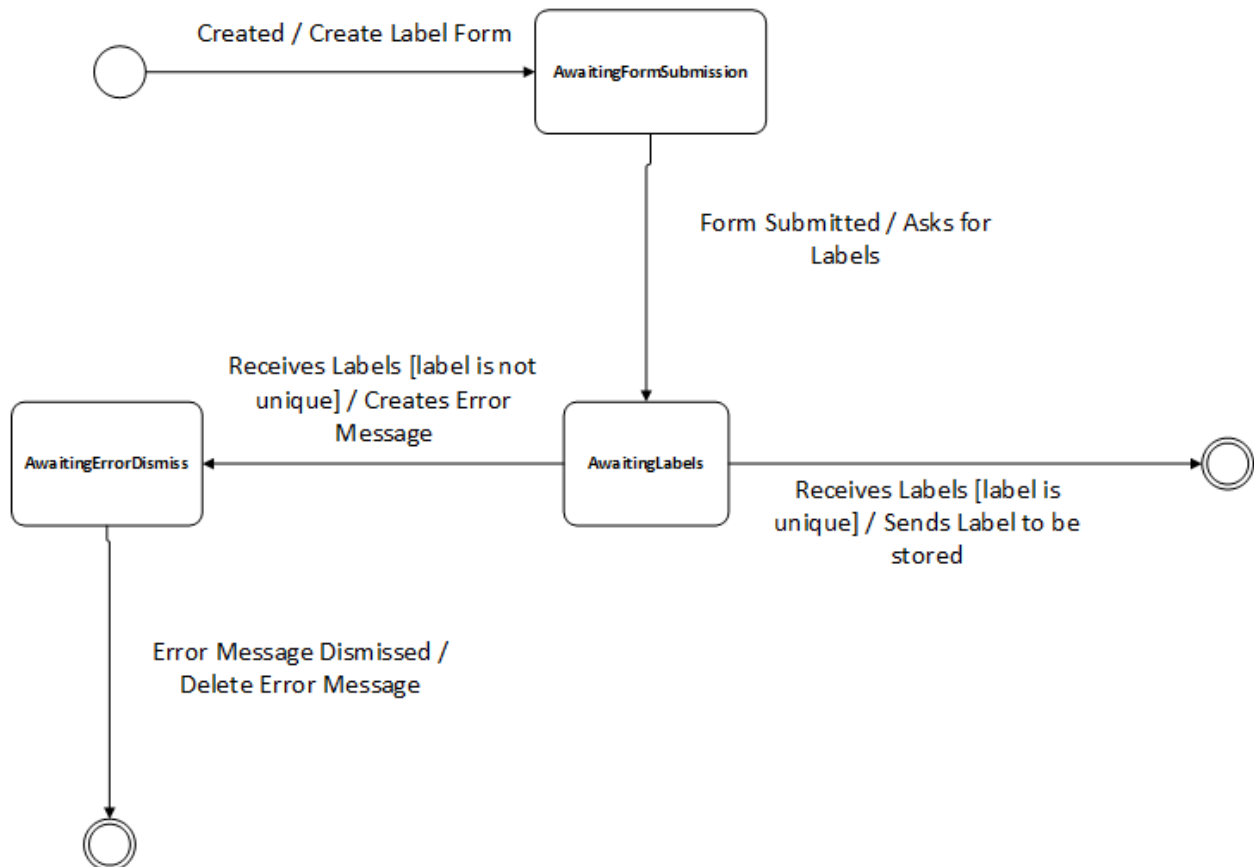 Created / Create Label Form
AwaitingFormSubmission
Form Submitted / Asks for
Labels
Receives Labels [label is not
unique] / Creates Error
Message
AwaitingErrorDismiss
AwaitingLabels
Receives Labels [label is
unique] / Sends Label to be
stored
Error Message Dismissed /
Delete Error Message